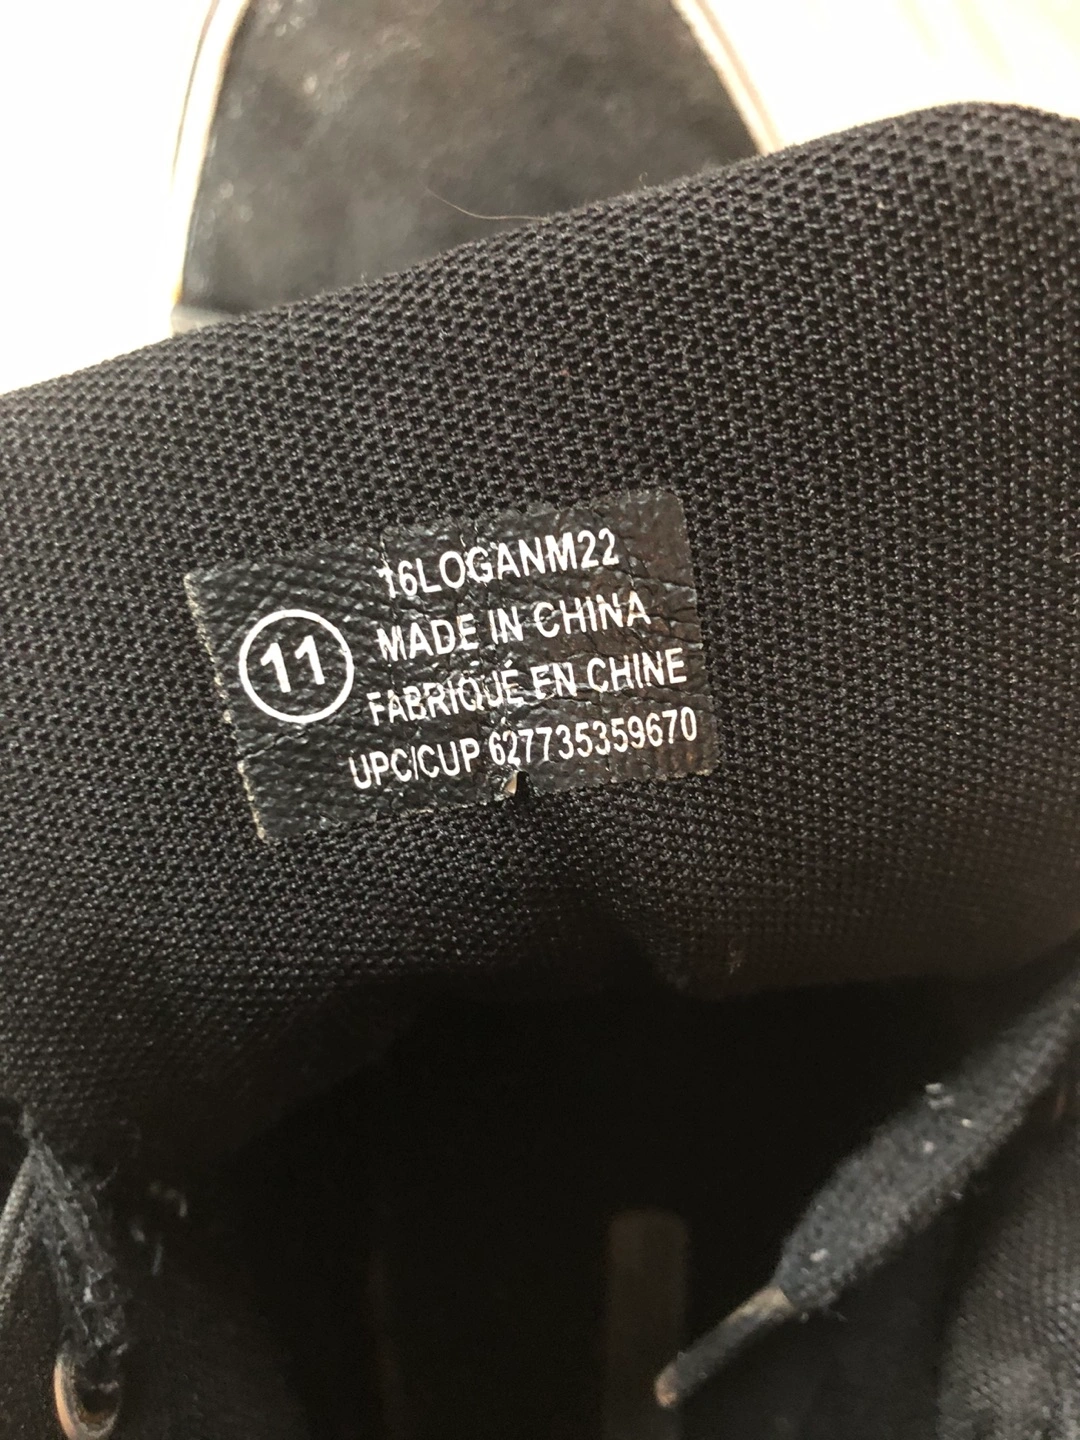 11
16LOGANM22
MADE IN CHINA
FABRIQUÉ EN CHINE
UPC/CUP 627735359670